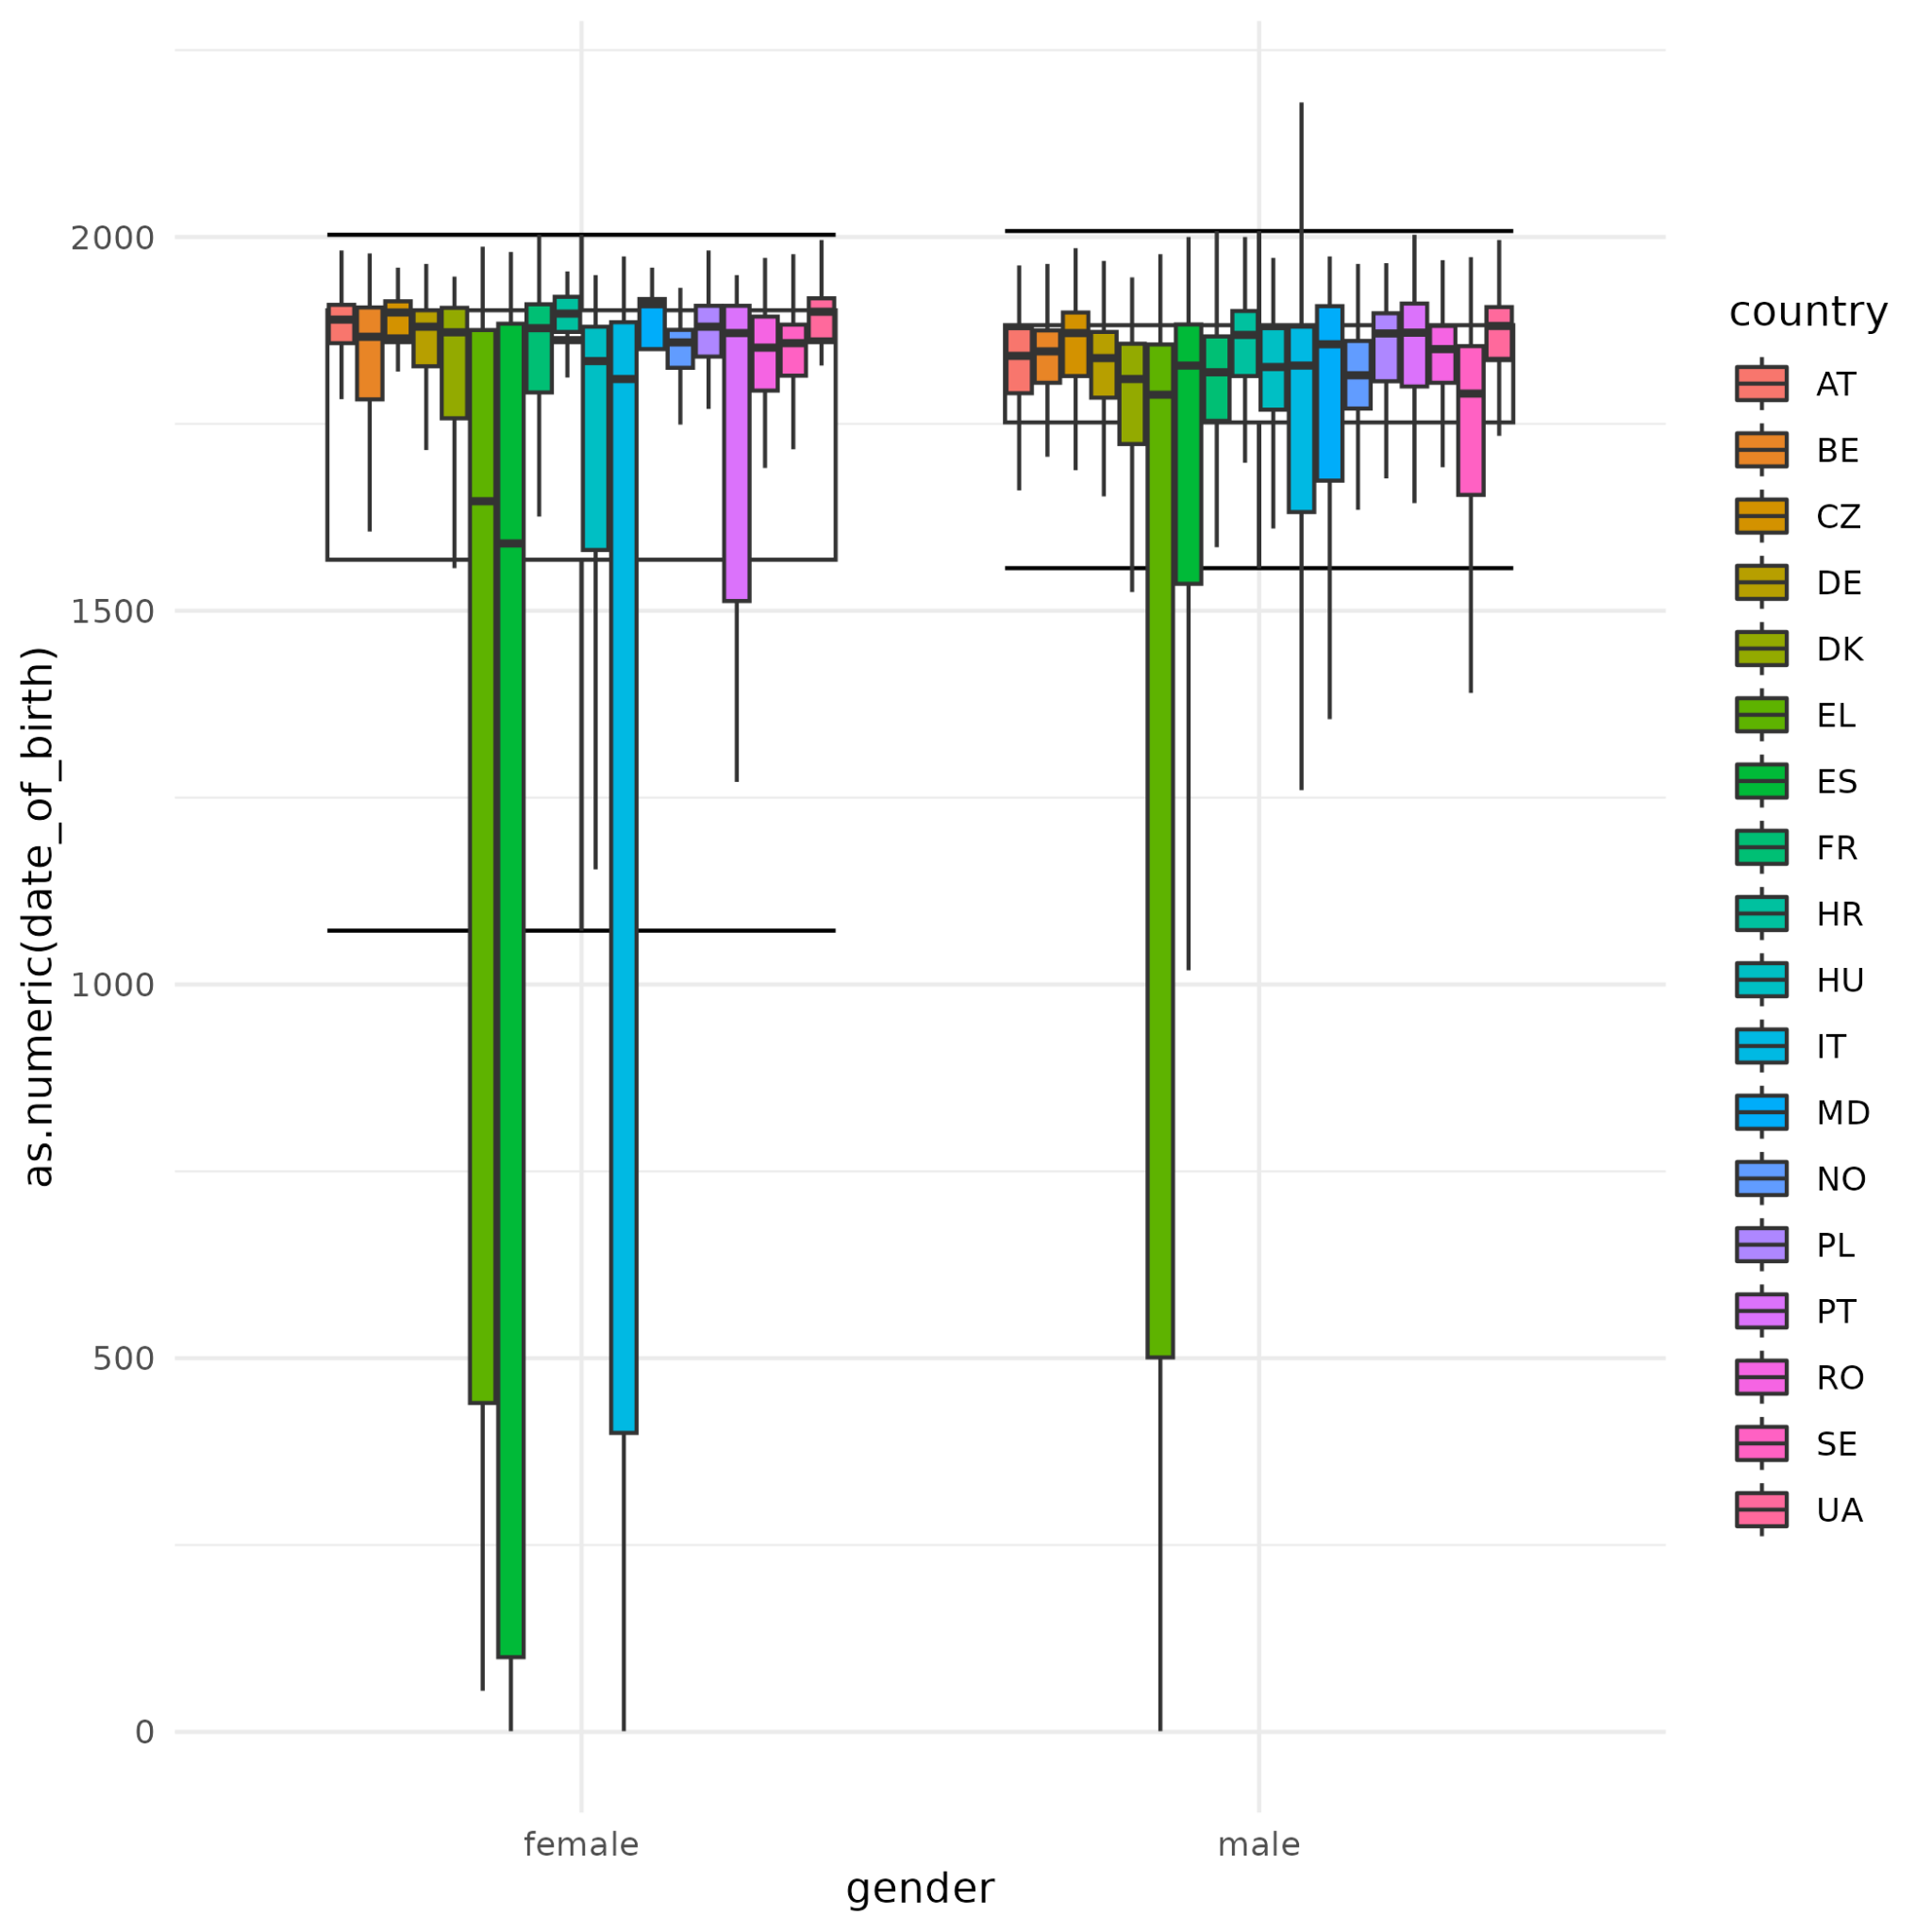 as.numeric(date_of_birth)
2000
1500
1000
500
0
female
male
gender
country
AT
BE
CZ
DE
DK
EL
ES
FR
HR
HU
IT
MD
NO
PL
PT
RO
SE
UA